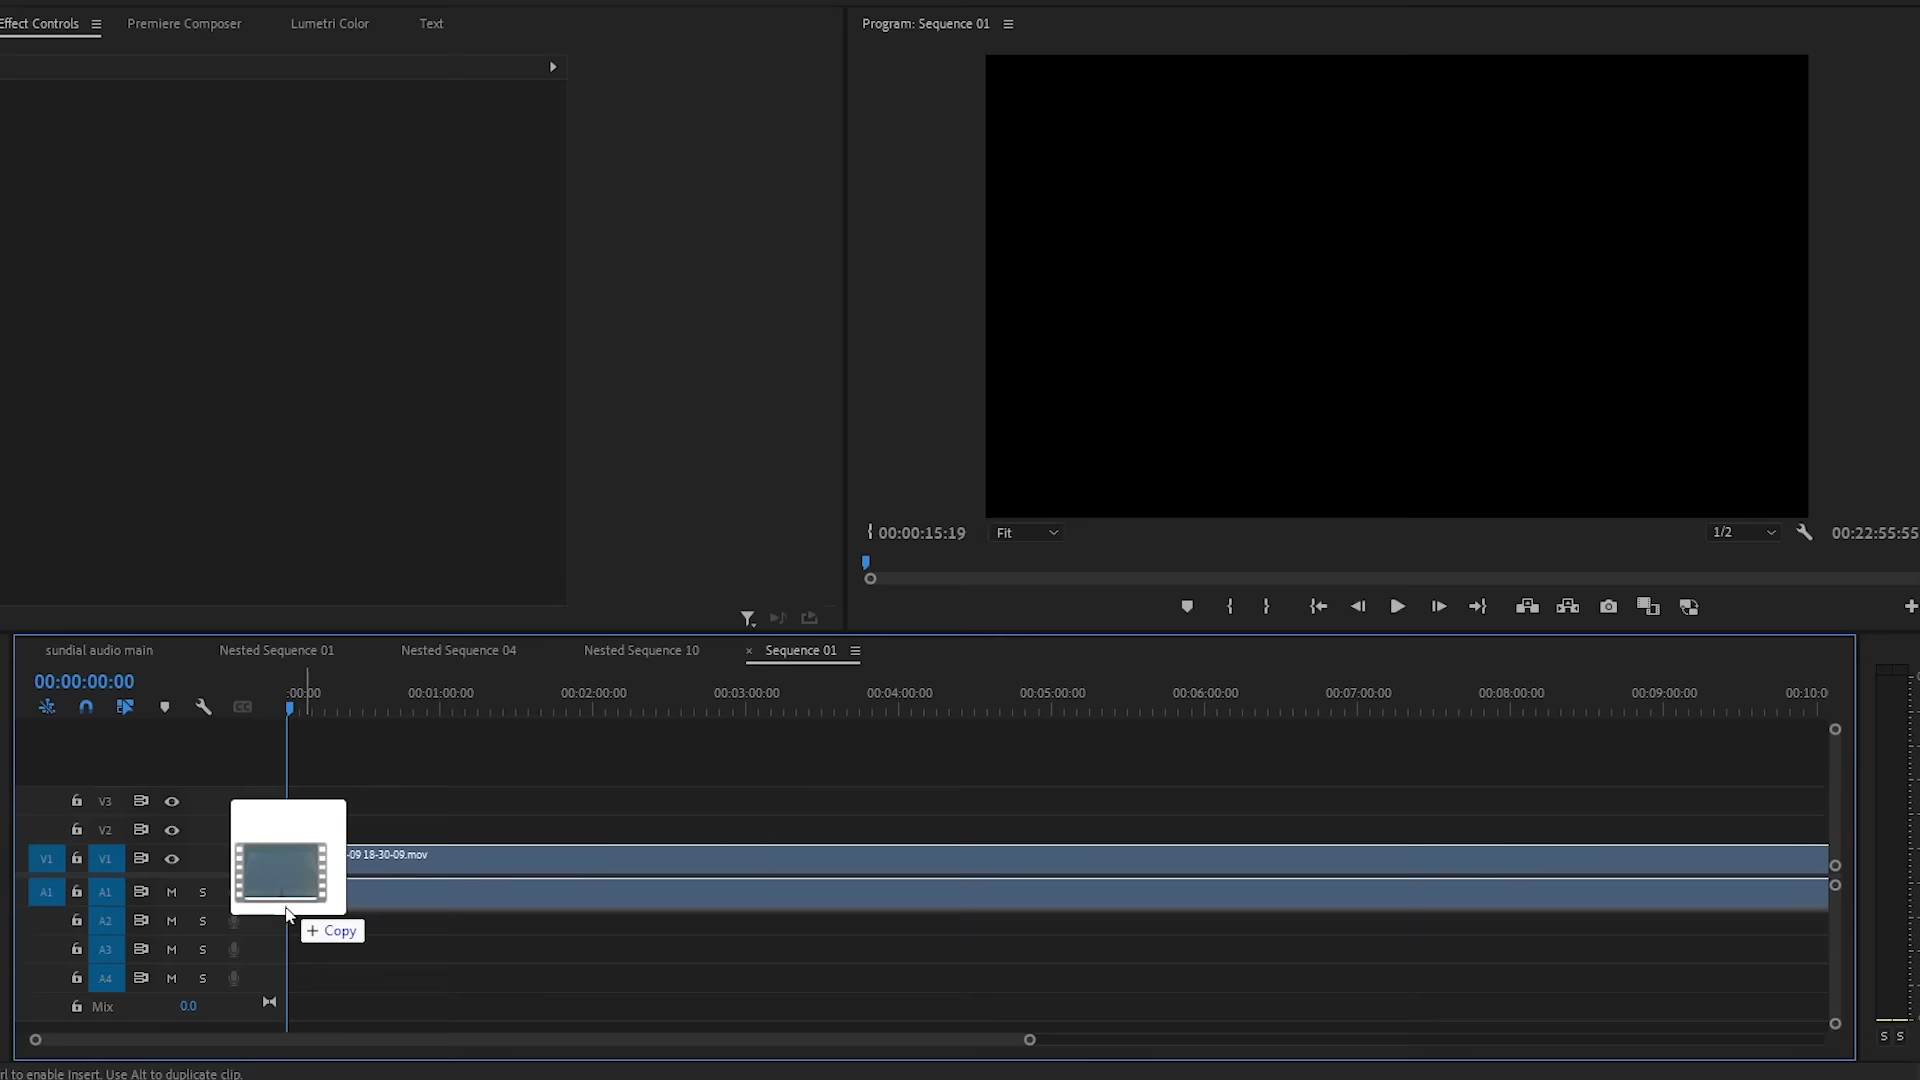 Effect Controls
Premiere Composer
Lumetri Color
Text
Program: Sequence 01
00:00:15:19
Fit
1/2
00:22:55:55
sundial audio main
Nested Sequence 01
Nested Sequence 04
Nested Sequence 10
× Sequence 01
00:00:00:00
:00:00
00:01:00:00
00:02:00:00
00:03:00:00
00:04:00:00
00:05:00:00
00:06:00:00
00:07:00:00
00:08:00:00
00:09:00:00
00:10:0
CC
V3
V2
V1 V1
-09 18-30-09.mov
A1 A1 M S
A2 M S
+ Copy
A3 M S
A4 M S
Mix 0.0
S S
rl to enable Insert. Use Alt to duplicate clip.